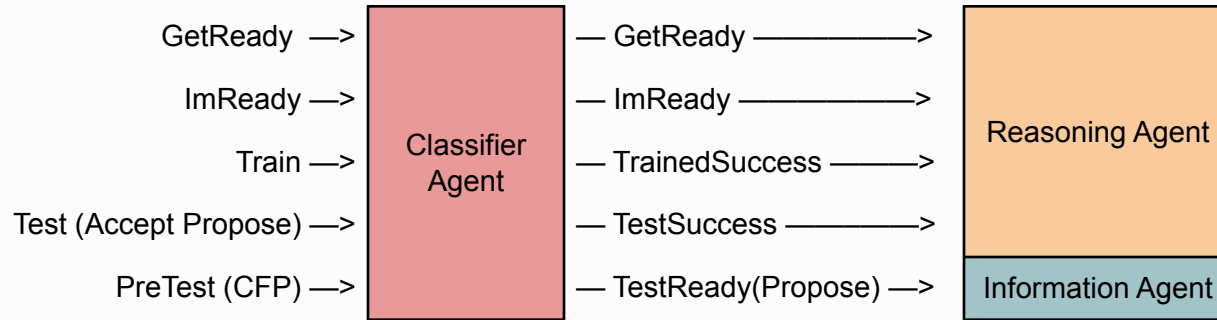 GetReady —>
ImReady —>
Train —>
Test (Accept Propose) —>
PreTest (CFP) —>
Classifier
Agent
— GetReady ——————>
— ImReady ———————>
— TrainedSuccess ————>
— TestSuccess —————>
— TestReady(Propose) —>
Reasoning Agent
Information Agent